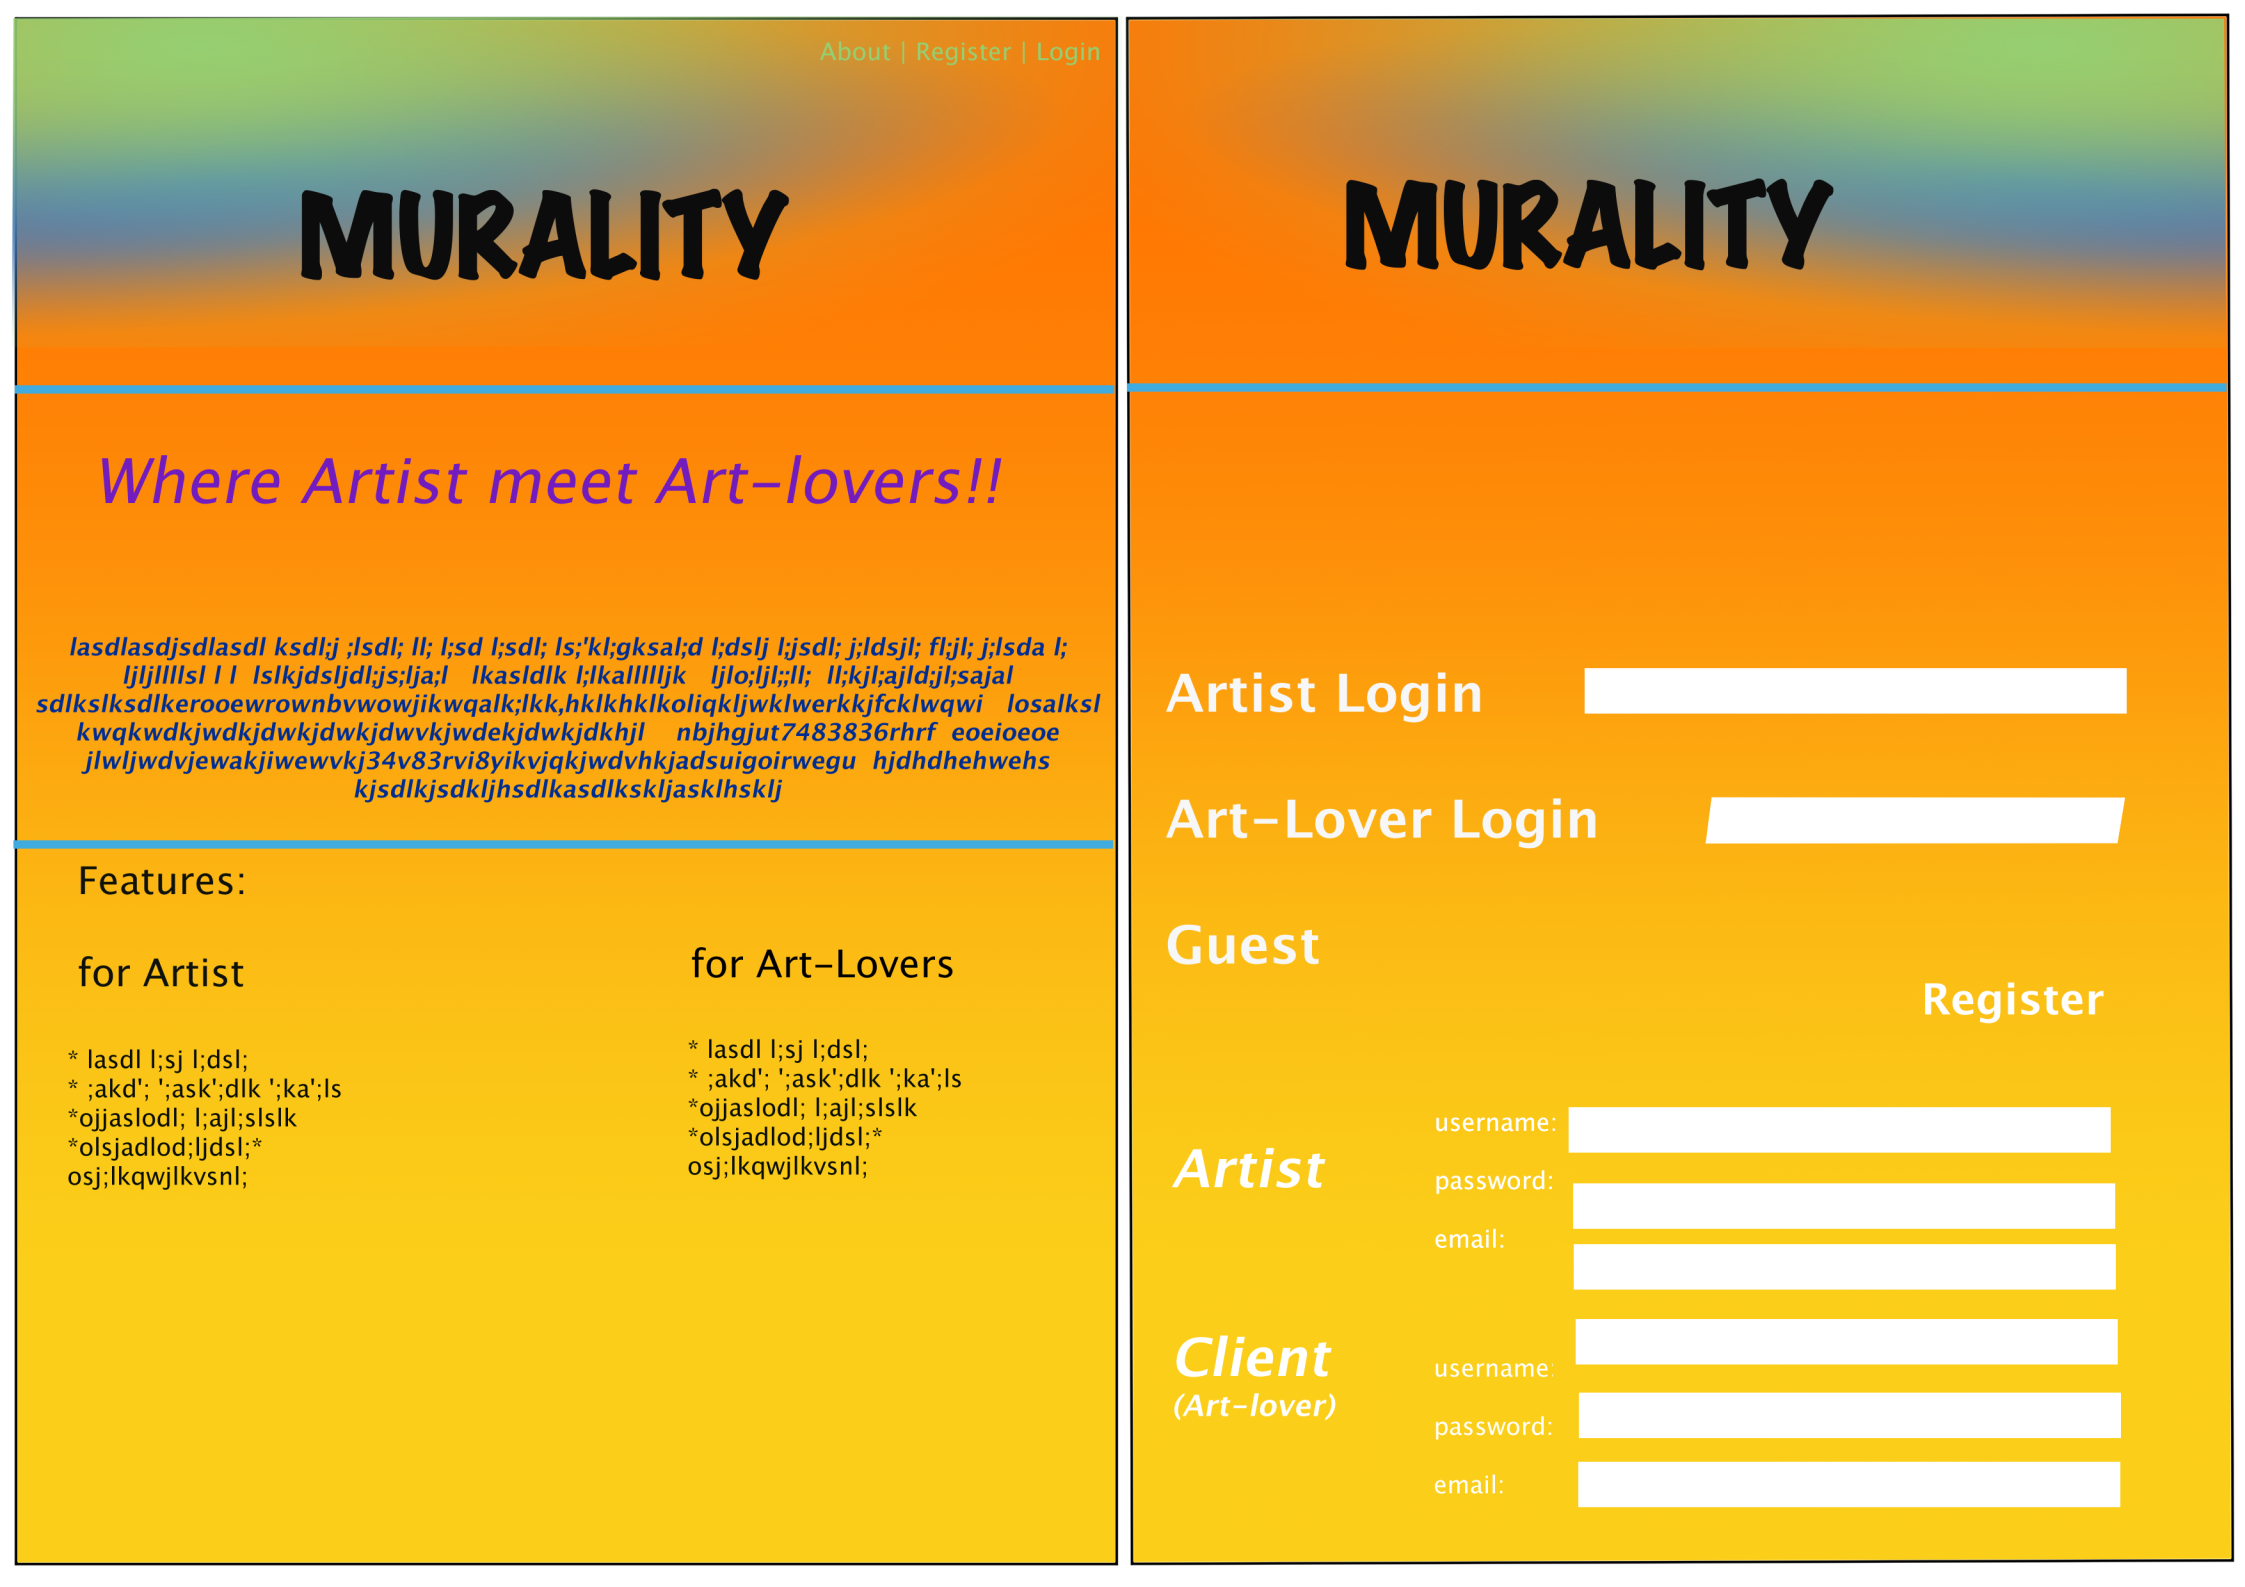 About | Register | Login
MURALITY
Where Artist meet Art-lovers!!
lasdlasdjsdlasdl ksdl;j ;lsdl; ll; l;sd l;sdl; ls;'kl;gksal;d l;dslj l;jsdl; j;ldsjl; fl;jl; j;lsda l;
ljljllllsl l l lslkjdsljdl;js;lja;l lkasldlk l;lkallllljk ljlo;ljl;;ll; ll;kjl;ajld;jl;sajal
sdlkslksdlkerooewrownbvwowjikwqalk;lkk,hklkhklkoliqkljwklwerkkjfcklwqwi losalksl
kwqkwdkjwdkjdwkjdwkjdwvkjwdekjdwkjdkhjl nbjhgjut7483836rhrf eoeioeoe
jlwljwdvjewakjiwewvkj34v83rvi8yikvjqkjwdvhkjadsuigoirwegu hjdhdhehwehs
kjsdlkjsdkljhsdlkasdlkskljasklhsklj
Features:
for Artist
* lasdl l;sj l;dsl;
* ;akd'; ';ask';dlk ';ka';ls
*ojjaslodl; l;ajl;slslk
*olsjadlod;ljdsl;*
osj;lkqwjlkvsnl;
for Art-Lovers
* lasdl l;sj l;dsl;
* ;akd'; ';ask';dlk ';ka';ls
*ojjaslodl; l;ajl;slslk
*olsjadlod;ljdsl;*
osj;lkqwjlkvsnl;
MURALITY
Artist Login
Art-Lover Login
Guest
Register
Artist
username:
password:
email:
Client
(Art-lover)
username:
password:
email: